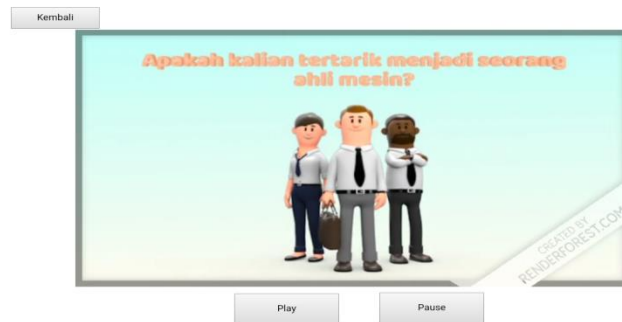 Kembali
Apakah kalian tertarik menjadi seorang
ahli mesin?
CREATED BY
RENDERFOREST.COM
Play
Pause